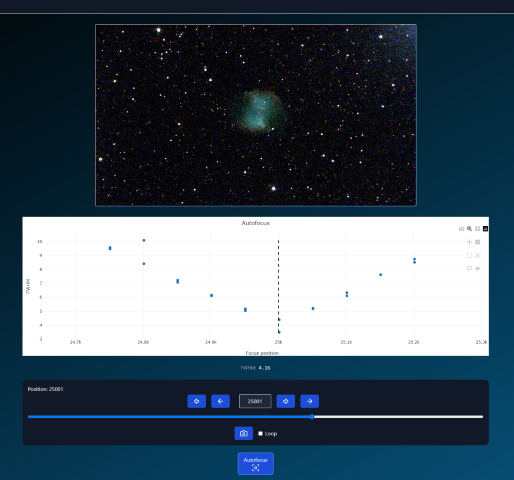 Autofocus
10
9
8
7
6
5
4
3
FWHM
24.7k
24.8k
24.9k
25k
25.1k
25.2k
25.3k
Focus position
FWHM: 4.16
Position: 25001
25001
Loop
Autofocus